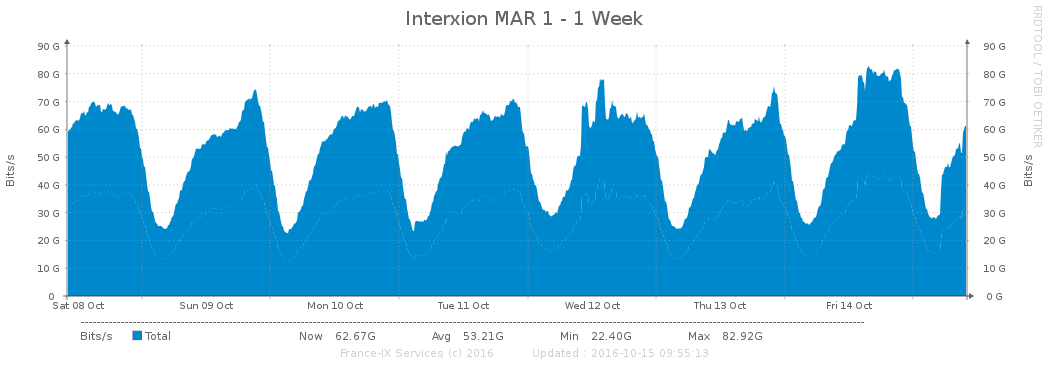 Interxion MAR 1 - 1 Week
RRDTOOL / TOBI OETIKER
90 G 90 G
80 G 80 G
70 G 70 G
60 G 60 G
50 G 50 G
40 G 40 G
30 G 30 G
20 G 20 G
10 G 10 G
0 0 G
Bits/s
Bits/s
Sat 08 Oct Sun 09 Oct Mon 10 Oct Tue 11 Oct Wed 12 Oct Thu 13 Oct Fri 14 Oct
Bits/s Total Now 62.67G Avg 53.21G Min 22.40G Max 82.92G
France-IX Services (c) 2016 Updated : 2016-10-15 09:55:13